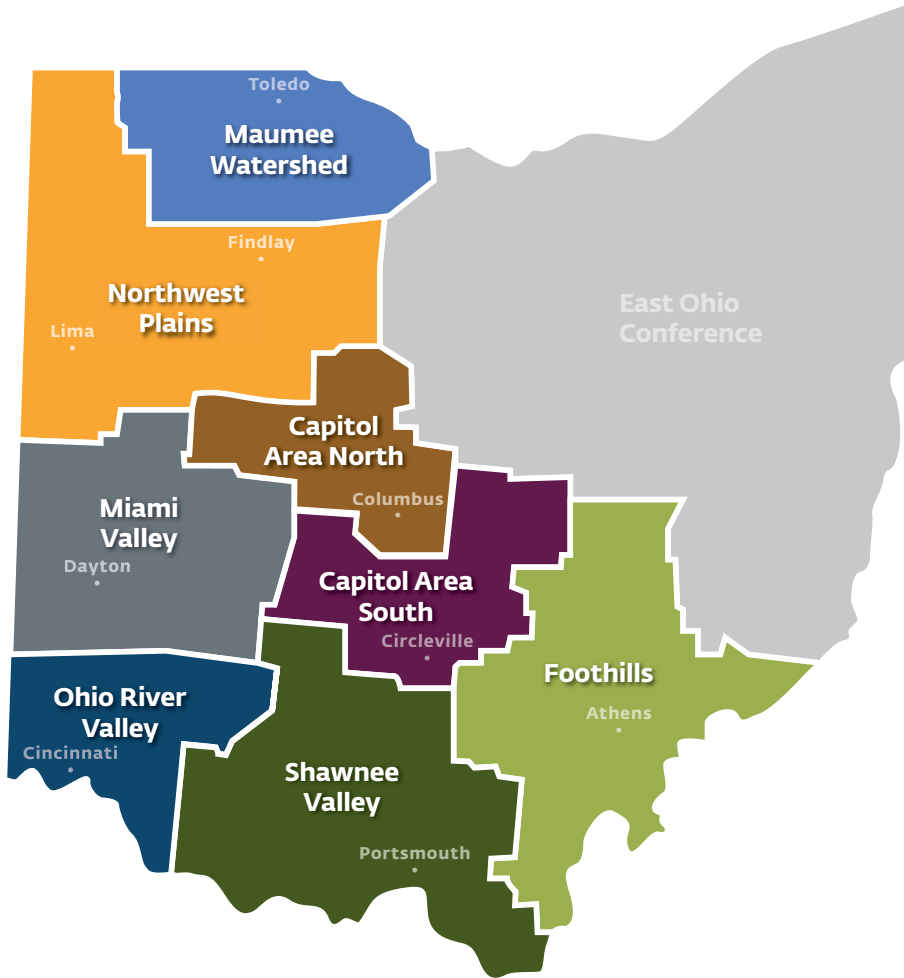 Toledo
Maumee
Watershed
Findlay
Northwest
Plains
Lima
East Ohio
Conference
Capitol
Area North
Columbus
Miami
Valley
Dayton
Capitol Area
South
Circleville
Foothills
Athens
Ohio River
Valley
Cincinnati
Shawnee
Valley
Portsmouth